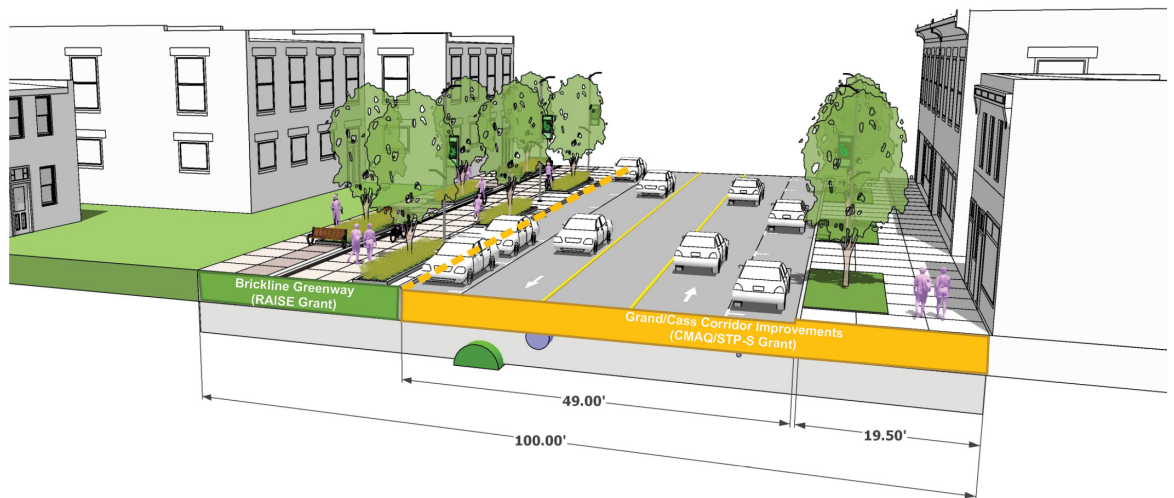 Brickline Greenway
(RAISE Grant)
Grand/Cass Corridor Improvements
(CMAQ/STP-S Grant)
49.00'
19.50'
100.00'